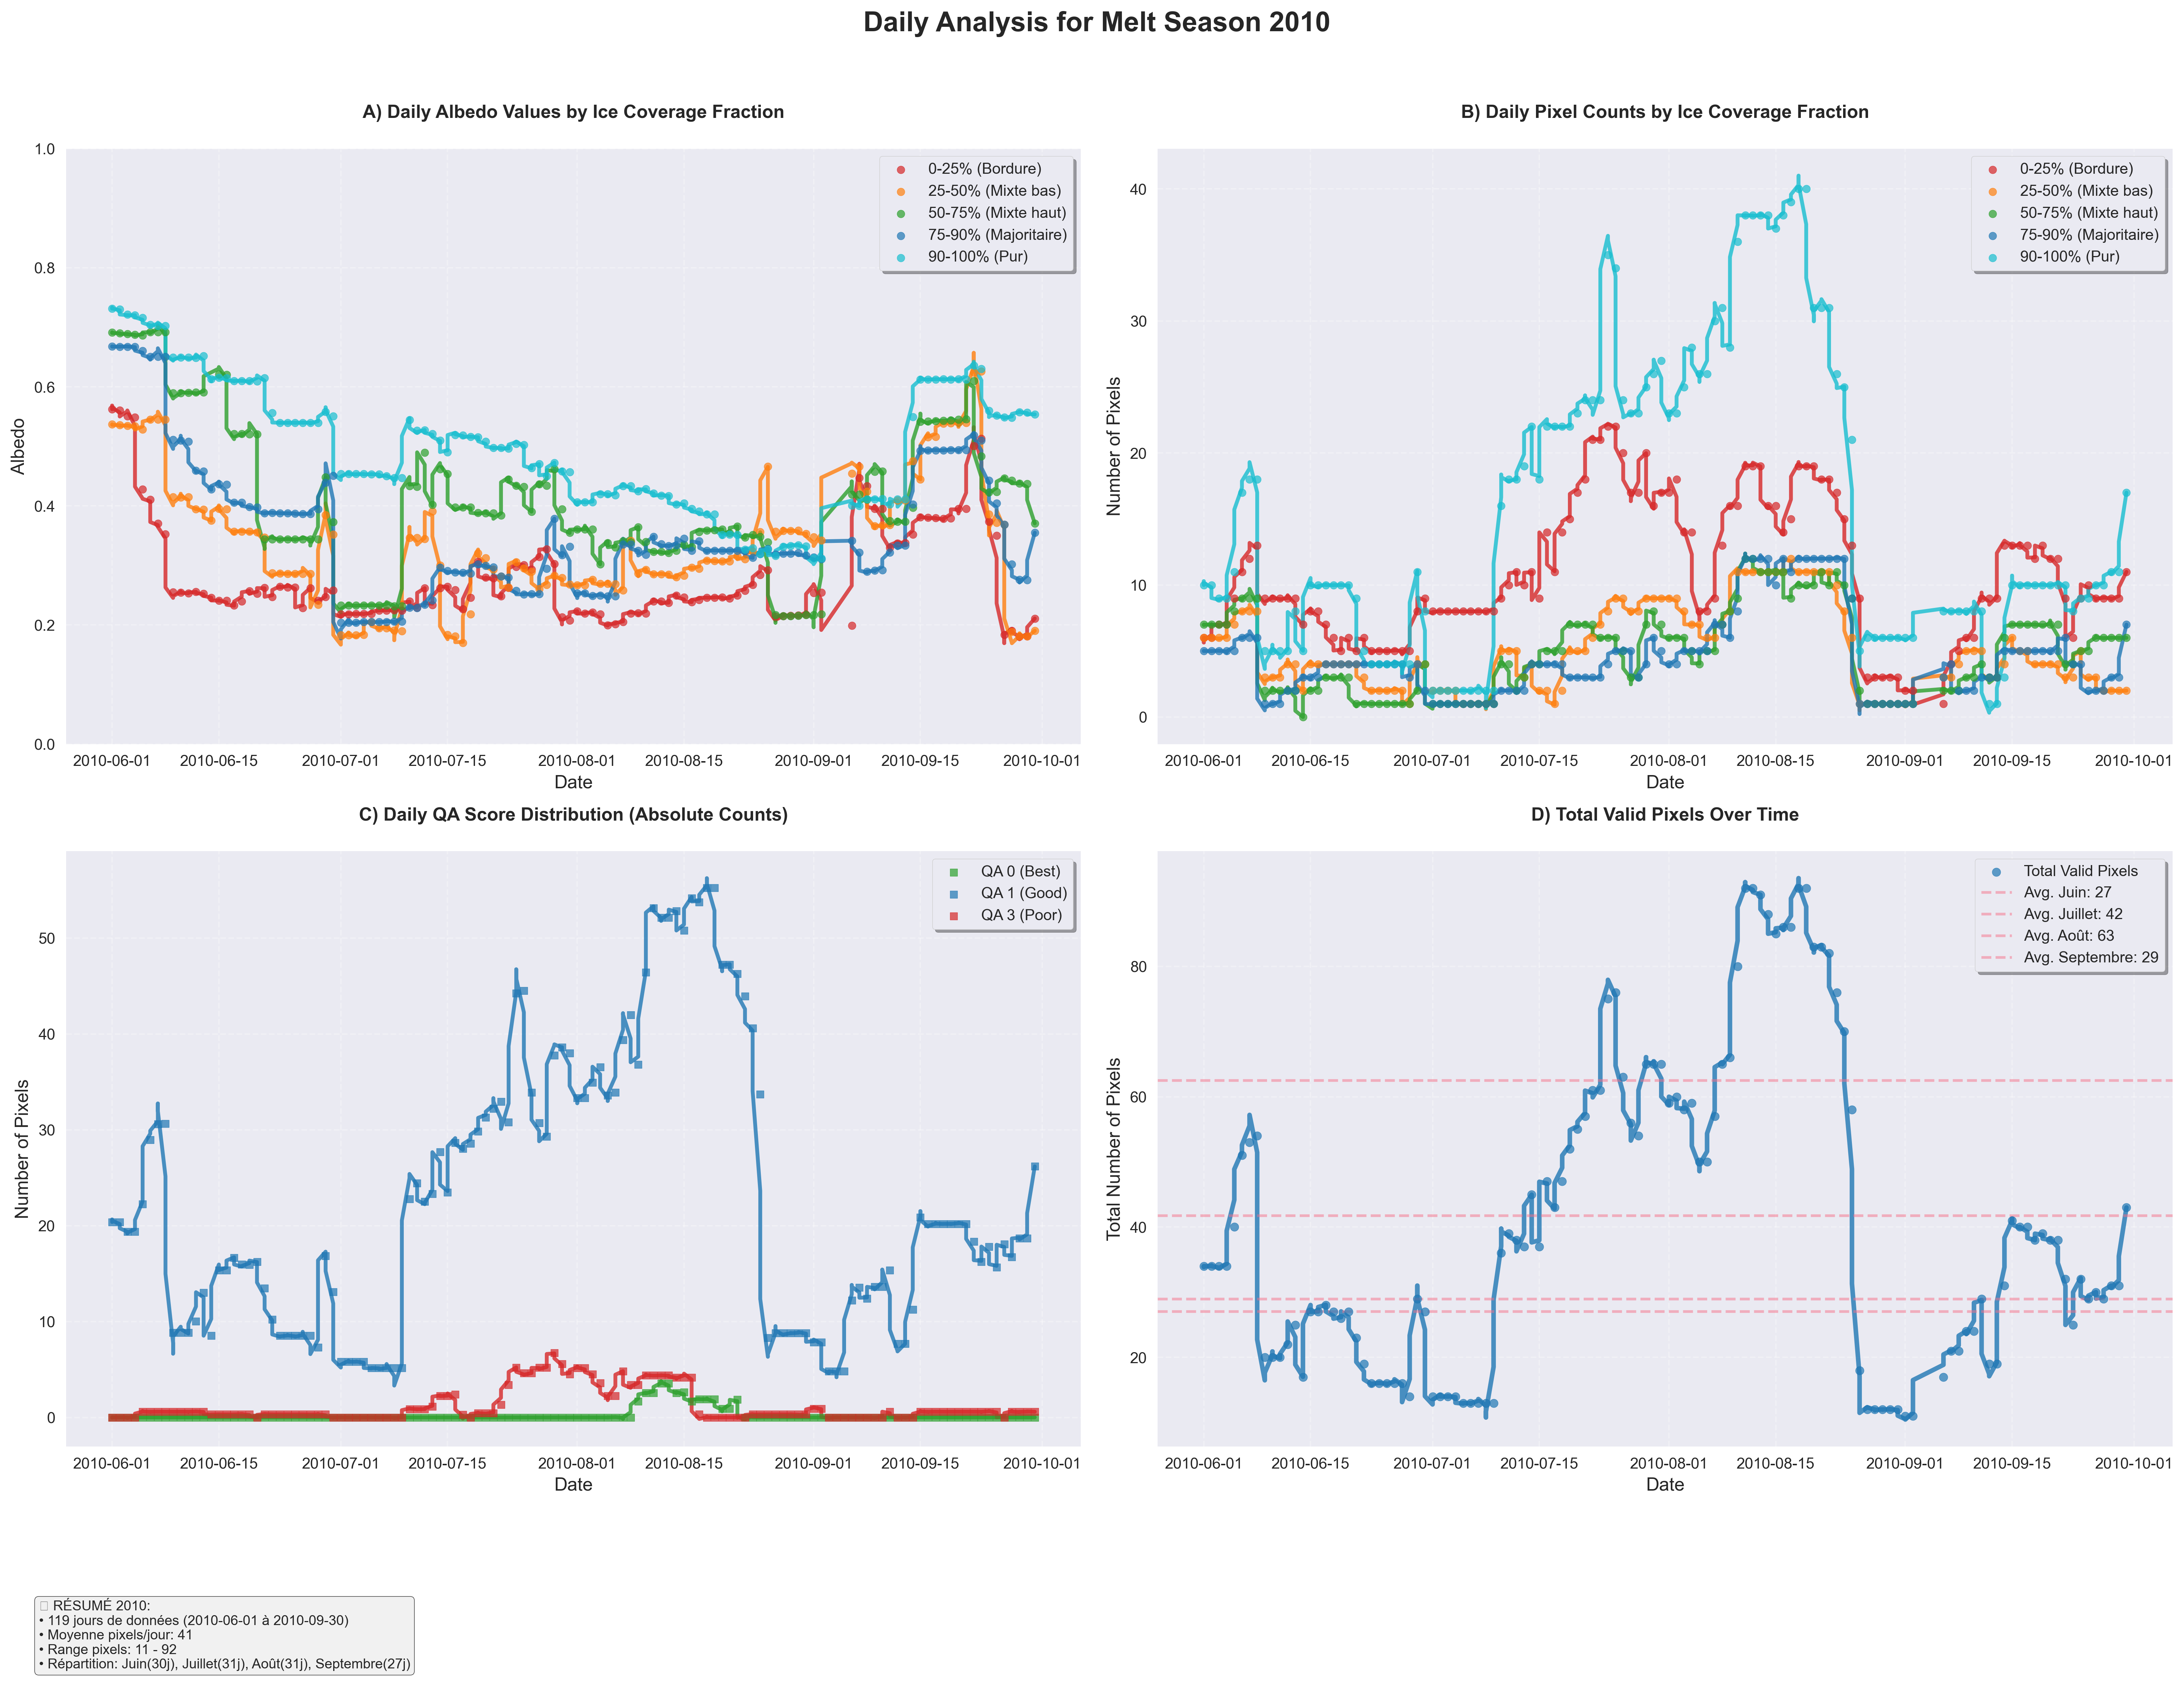 Daily Analysis for Melt Season 2010
A) Daily Albedo Values by Ice Coverage Fraction
1.0
0.8
0.6
0.4
0.2
0.0
Albedo
0-25% (Bordure)
25-50% (Mixte bas)
50-75% (Mixte haut)
75-90% (Majoritaire)
90-100% (Pur)
2010-06-01 2010-06-15 2010-07-01 2010-07-15 2010-08-01 2010-08-15 2010-09-01 2010-09-15 2010-10-01
Date
B) Daily Pixel Counts by Ice Coverage Fraction
40
30
20
10
0
Number of Pixels
0-25% (Bordure)
25-50% (Mixte bas)
50-75% (Mixte haut)
75-90% (Majoritaire)
90-100% (Pur)
2010-06-01 2010-06-15 2010-07-01 2010-07-15 2010-08-01 2010-08-15 2010-09-01 2010-09-15 2010-10-01
Date
C) Daily QA Score Distribution (Absolute Counts)
50
40
30
20
10
0
Number of Pixels
QA 0 (Best)
QA 1 (Good)
QA 3 (Poor)
2010-06-01 2010-06-15 2010-07-01 2010-07-15 2010-08-01 2010-08-15 2010-09-01 2010-09-15 2010-10-01
Date
D) Total Valid Pixels Over Time
80
60
40
20
Total Number of Pixels
Total Valid Pixels
Avg. Juin: 27
Avg. Juillet: 42
Avg. Août: 63
Avg. Septembre: 29
2010-06-01 2010-06-15 2010-07-01 2010-07-15 2010-08-01 2010-08-15 2010-09-01 2010-09-15 2010-10-01
Date
RÉSUMÉ 2010:
• 119 jours de données (2010-06-01 à 2010-09-30)
• Moyenne pixels/jour: 41
• Range pixels: 11 - 92
• Répartition: Juin(30j), Juillet(31j), Août(31j), Septembre(27j)